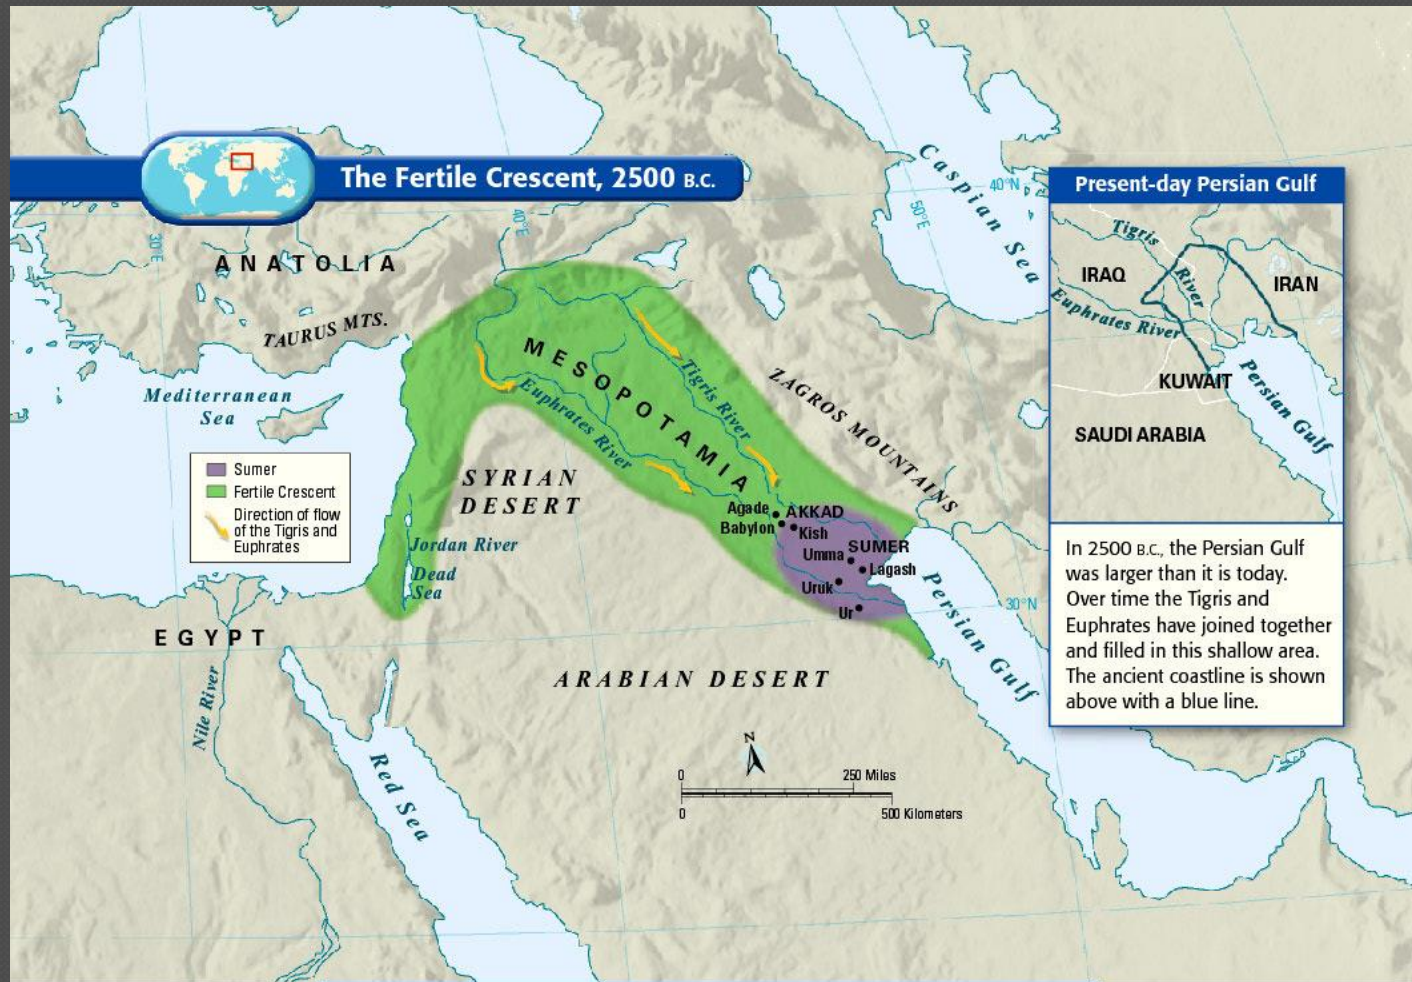 The Fertile Crescent, 2500 B.C.
Caspian Sea
40°N
50°E
40°E
30°E
ANATOLIA
TAURUS MTS.
Mediterranean
Sea
MESOPOTAMIA
Tigris River
Euphrates River
ZAGROS MOUNTAINS
SYRIAN
DESERT
Sumer
Fertile Crescent
Direction of flow
of the Tigris and
Euphrates
Agade
AKKAD
Babylon
Kish
Umma
SUMER
Lagash
Uruk
Ur
Jordan River
Dead
Sea
Persian Gulf
30°N
EGYPT
Nile River
Red Sea
ARABIAN DESERT
N
0 250 Miles
0 500 Kilometers
Present-day Persian Gulf
Tigris
River
IRAQ
IRAN
Euphrates River
KUWAIT
Persian Gulf
SAUDI ARABIA
In 2500 B.C., the Persian Gulf
was larger than it is today.
Over time the Tigris and
Euphrates have joined together
and filled in this shallow area.
The ancient coastline is shown
above with a blue line.